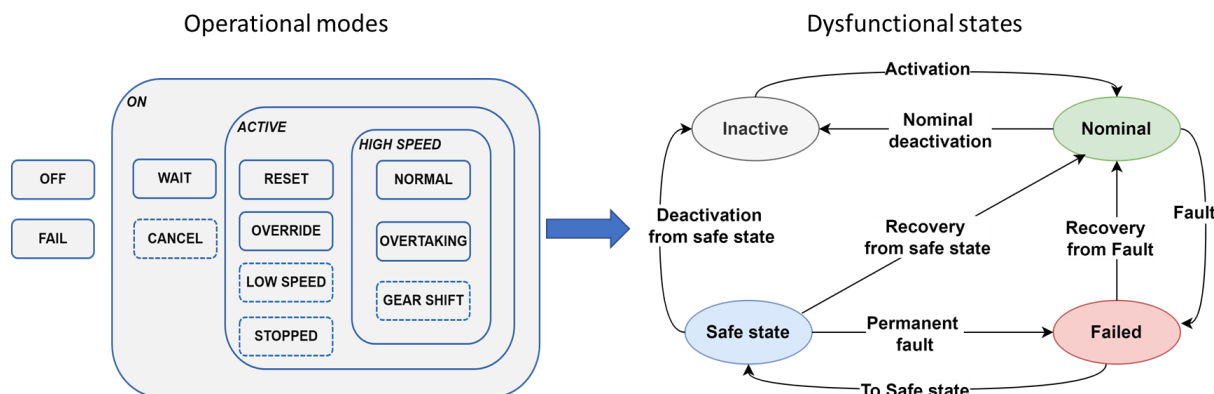 Operational modes
ON
ACTIVE
HIGH SPEED
OFF
WAIT
RESET
NORMAL
FAIL
CANCEL
OVERRIDE
OVERTAKING
LOW SPEED
GEAR SHIFT
STOPPED
Dysfunctional states
Activation
Inactive
Nominal
deactivation
Nominal
Deactivation
from safe state
Recovery
from safe state
Recovery
from Fault
Fault
Safe state
Permanent
fault
Failed
To Safe state